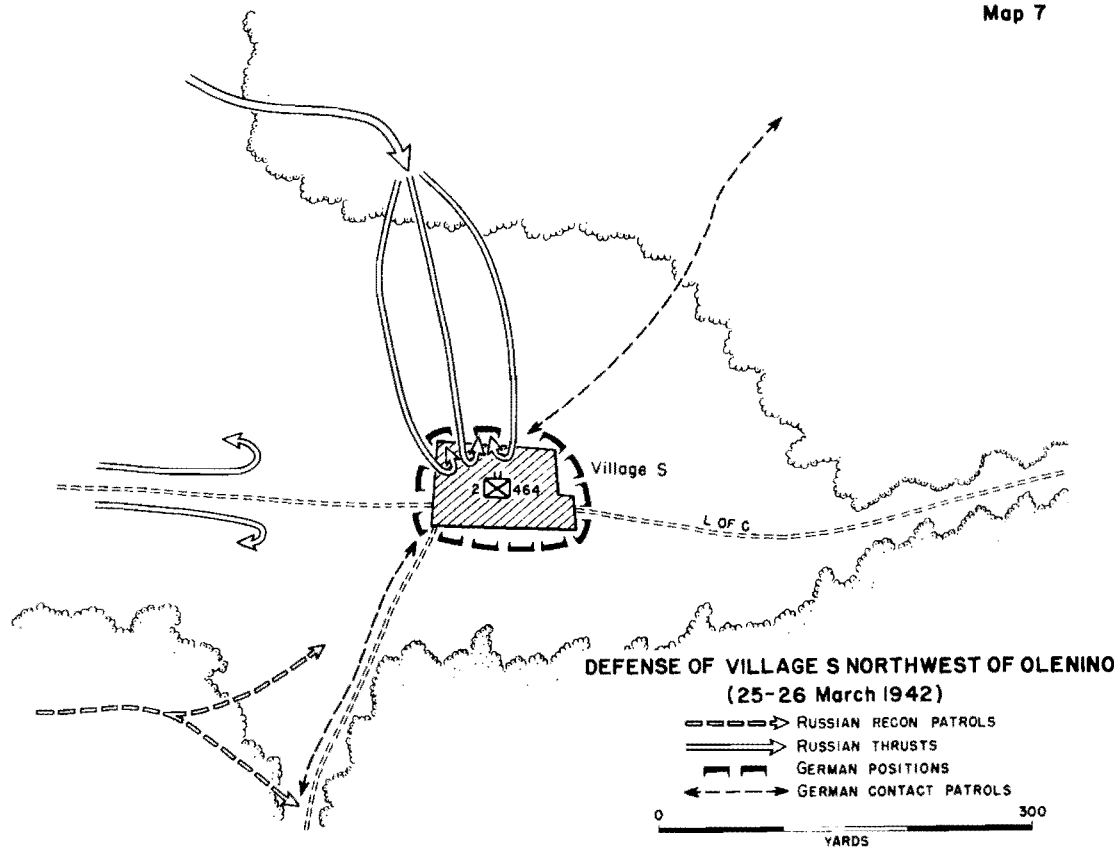 Map 7
Village S
2 464
L OF C
DEFENSE OF VILLAGE S NORTHWEST OF OLENINO
(25-26 March 1942)
RUSSIAN RECON PATROLS
RUSSIAN THRUSTS
GERMAN POSITIONS
GERMAN CONTACT PATROLS
0 300
YARDS